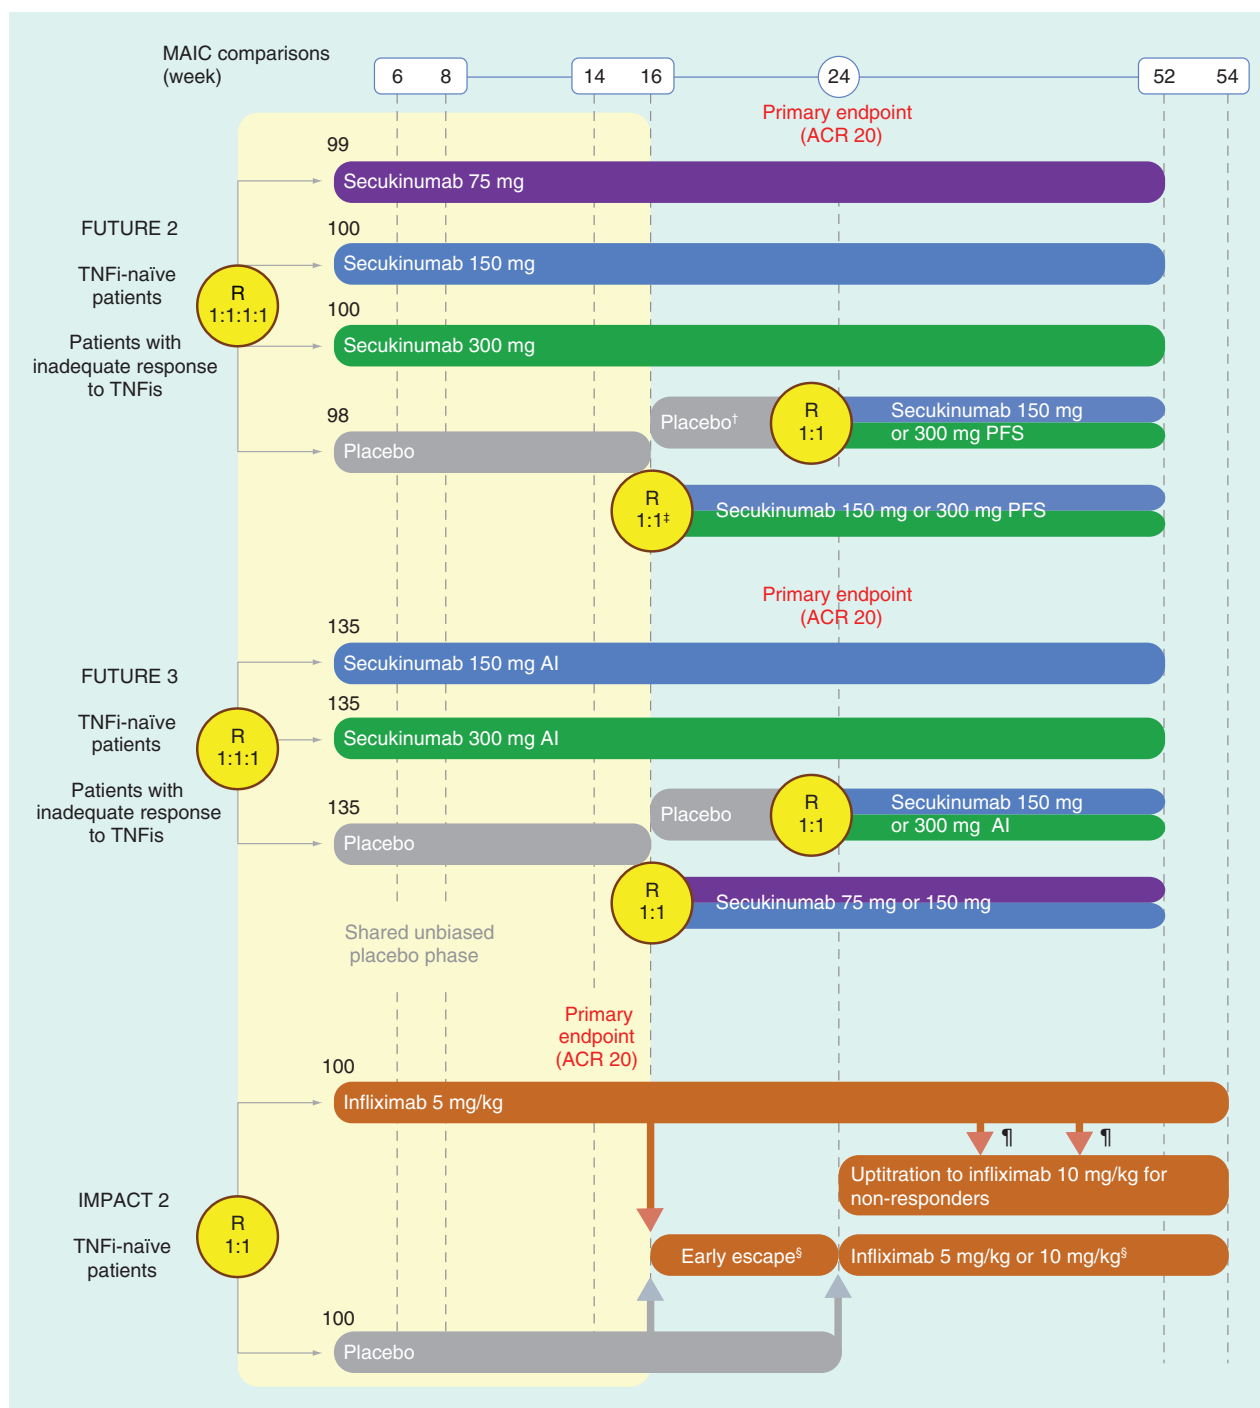 MAIC comparisons
(week)
6 8 14 16 24 52 54
Primary endpoint
(ACR 20)
99
Secukinumab 75 mg
FUTURE 2
TNFi-naïve
patients
Patients with
inadequate response
to TNFis
R
1:1:1:1
100
Secukinumab 150 mg
100
Secukinumab 300 mg
98
Placebo
Placebo†
R
1:1
Secukinumab 150 mg
or 300 mg PFS
R
1:1‡
Secukinumab 150 mg or 300 mg PFS
Primary endpoint
(ACR 20)
135
Secukinumab 150 mg AI
FUTURE 3
TNFi-naïve
patients
Patients with
inadequate response
to TNFis
R
1:1:1
135
Secukinumab 300 mg AI
135
Placebo
Placebo
R
1:1
Secukinumab 150 mg
or 300 mg AI
R
1:1
Secukinumab 75 mg or 150 mg
Shared unbiased
placebo phase
Primary
endpoint
(ACR 20)
100
Infliximab 5 mg/kg
¶ ¶
Uptitration to infliximab 10 mg/kg for
non-responders
IMPACT 2
TNFi-naïve
patients
R
1:1
Early escape§
Infliximab 5 mg/kg or 10 mg/kg§
100
Placebo